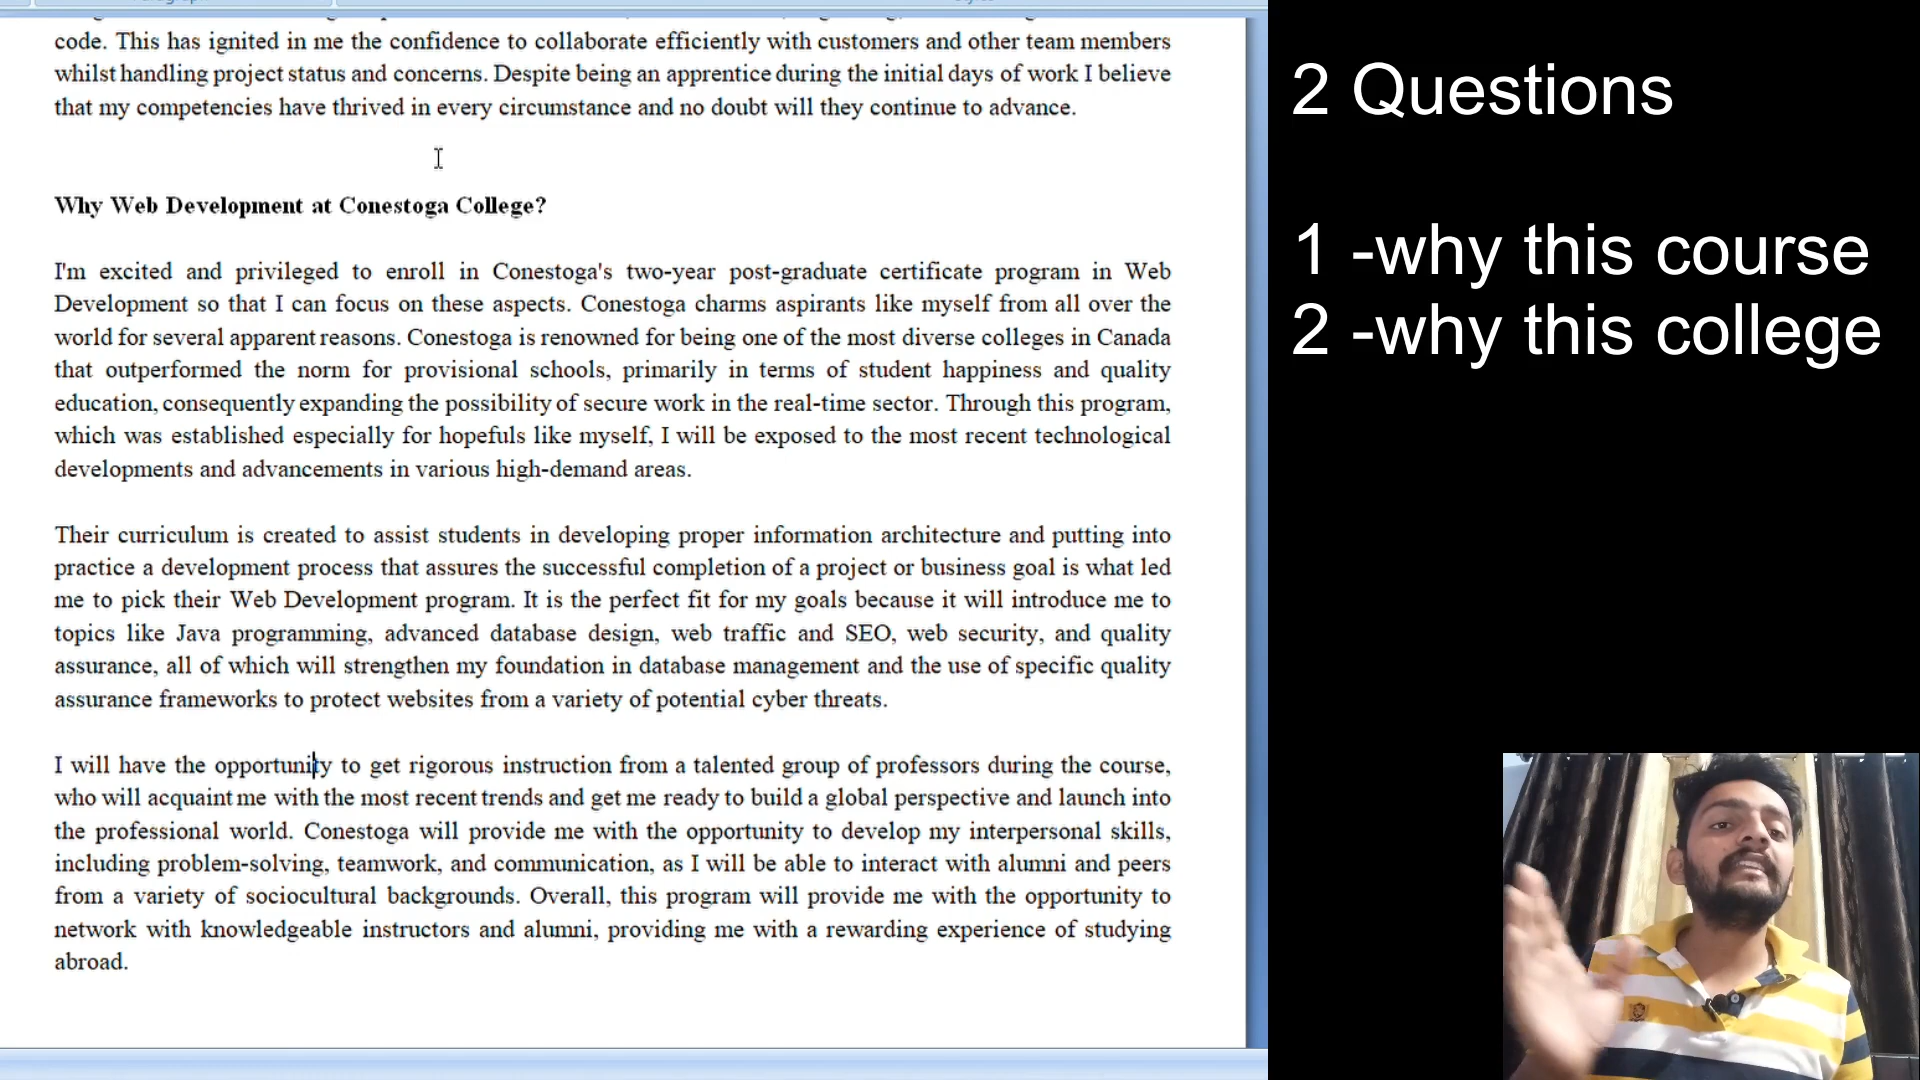 code. This has ignited in me the confidence to collaborate efficiently with customers and other team members
whilst handling project status and concerns. Despite being an apprentice during the initial days of work I believe
that my competencies have thrived in every circumstance and no doubt will they continue to advance.
Why Web Development at Conestoga College?
I'm excited and privileged to enroll in Conestoga's two-year post-graduate certificate program in Web
Development so that I can focus on these aspects. Conestoga charms aspirants like myself from all over the
world for several apparent reasons. Conestoga is renowned for being one of the most diverse colleges in Canada
that outperformed the norm for provisional schools, primarily in terms of student happiness and quality
education, consequently expanding the possibility of secure work in the real-time sector. Through this program,
which was established especially for hopefuls like myself, I will be exposed to the most recent technological
developments and advancements in various high-demand areas.
Their curriculum is created to assist students in developing proper information architecture and putting into
practice a development process that assures the successful completion of a project or business goal is what led
me to pick their Web Development program. It is the perfect fit for my goals because it will introduce me to
topics like Java programming, advanced database design, web traffic and SEO, web security, and quality
assurance, all of which will strengthen my foundation in database management and the use of specific quality
assurance frameworks to protect websites from a variety of potential cyber threats.
I will have the opportunity to get rigorous instruction from a talented group of professors during the course,
who will acquaint me with the most recent trends and get me ready to build a global perspective and launch into
the professional world. Conestoga will provide me with the opportunity to develop my interpersonal skills,
including problem-solving, teamwork, and communication, as I will be able to interact with alumni and peers
from a variety of sociocultural backgrounds. Overall, this program will provide me with the opportunity to
network with knowledgeable instructors and alumni, providing me with a rewarding experience of studying
abroad.
2 Questions
1 -why this course
2 -why this college